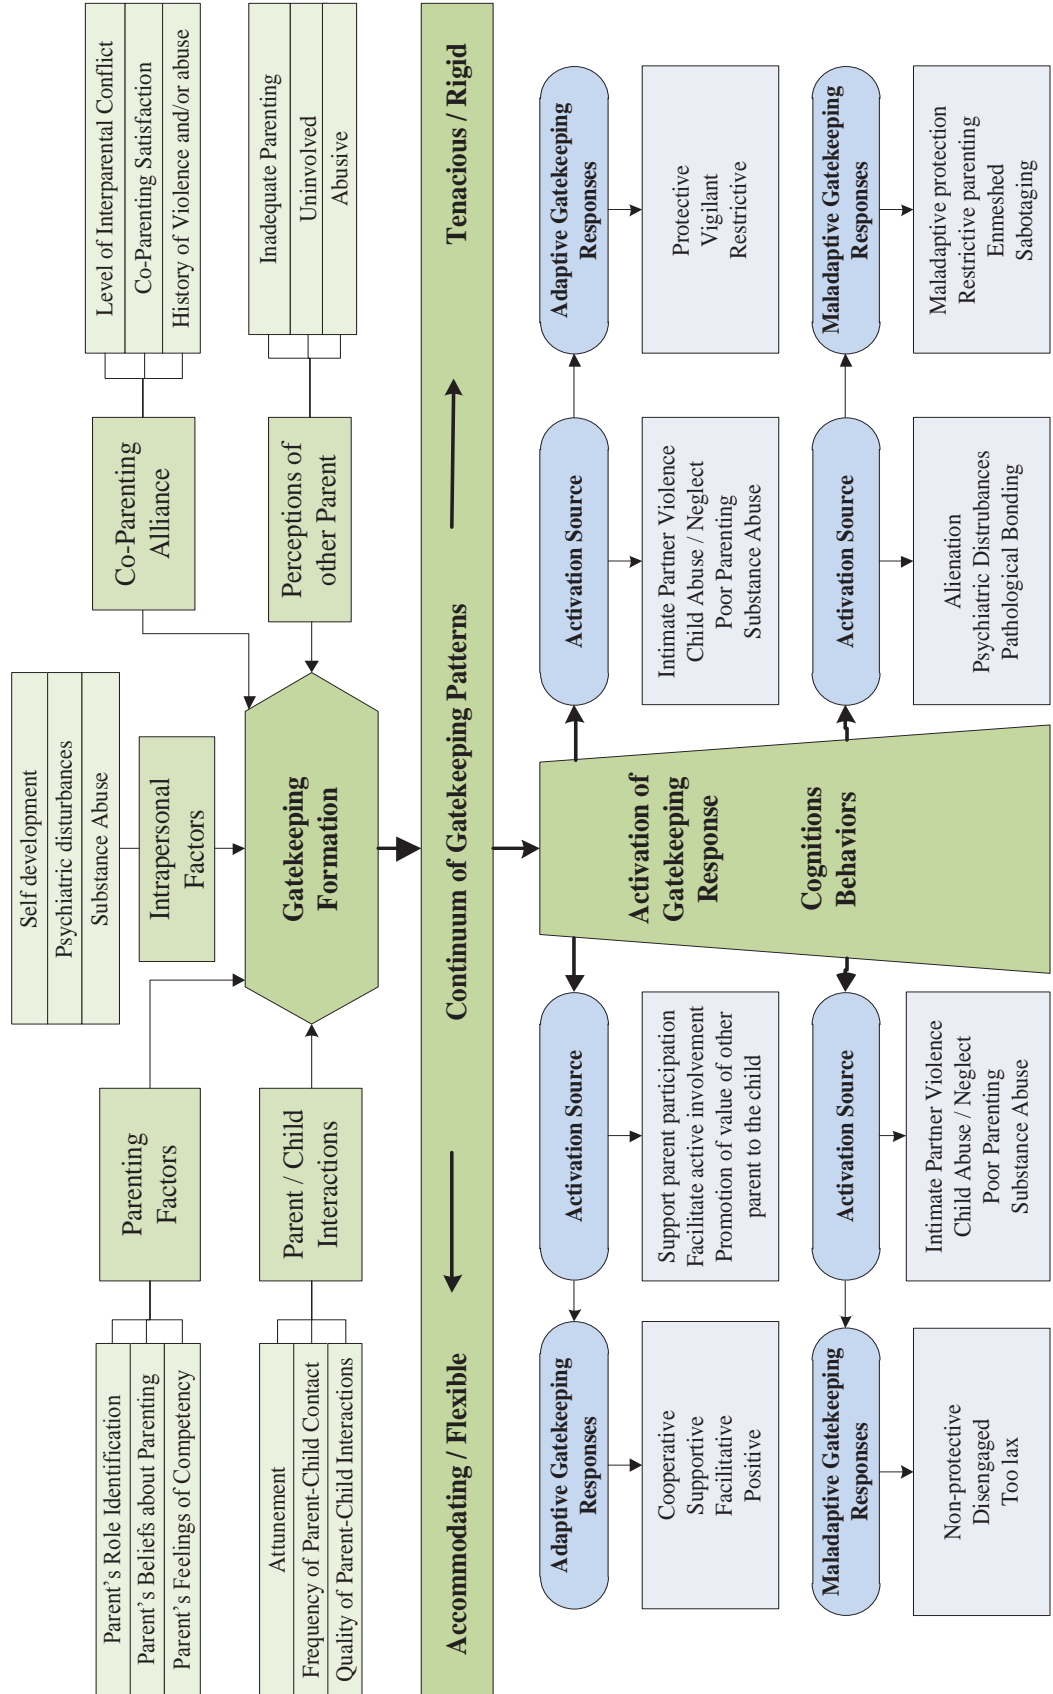 Self development
Psychiatric disturbances
Substance Abuse
Intrapersonal
Factors
Parent's Role Identification
Parent's Beliefs about Parenting
Parent's Feelings of Competency
Parenting
Factors
Co-Parenting
Alliance
Level of Interparental Conflict
Co-Parenting Satisfaction
History of Violence and/or abuse
Attunement
Frequency of Parent-Child Contact
Quality of Parent-Child Interactions
Parent / Child
Interactions
Gatekeeping
Formation
Perceptions of
other Parent
Inadequate Parenting
Uninvolved
Abusive
Accommodating / Flexible
Continuum of Gatekeeping Patterns
Tenacious / Rigid
Adaptive Gatekeeping
Responses
Cooperative
Supportive
Facilitative
Positive
Activation Source
Support parent participation
Facilitate active involvement
Promotion of value of other
parent to the child
Activation of
Gatekeeping
Response
Cognitions
Behaviors
Activation Source
Intimate Partner Violence
Child Abuse / Neglect
Poor Parenting
Substance Abuse
Adaptive Gatekeeping
Responses
Protective
Vigilant
Restrictive
Maladaptive Gatekeeping
Responses
Non-protective
Disengaged
Too lax
Activation Source
Intimate Partner Violence
Child Abuse / Neglect
Poor Parenting
Substance Abuse
Activation Source
Alienation
Psychiatric Distrubances
Pathological Bonding
Maladaptive Gatekeeping
Responses
Maladaptive protection
Restrictive parenting
Enmeshed
Sabotaging